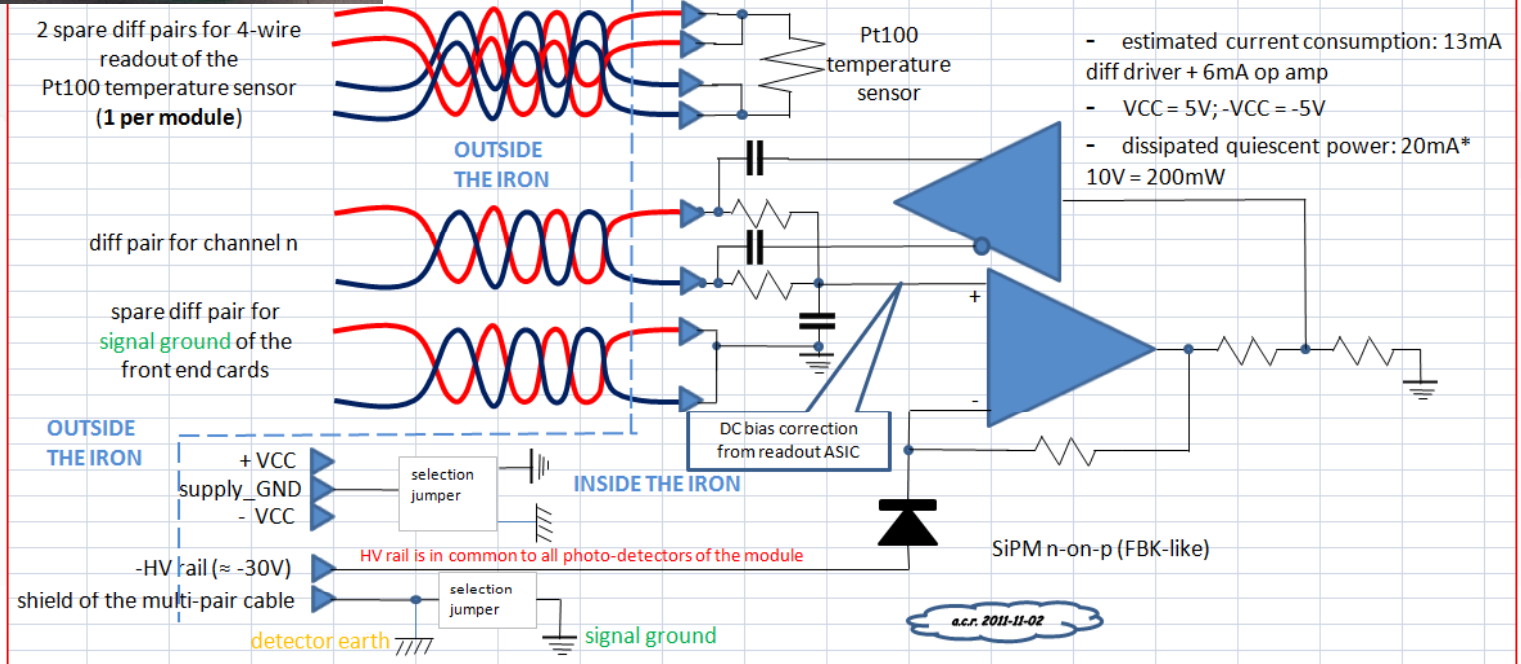 2 spare diff pairs for 4-wire
readout of the
Pt100 temperature sensor
(1 per module)
Pt100
temperature
sensor
- estimated current consumption: 13mA
diff driver + 6mA op amp
- VCC = 5V; -VCC = -5V
- dissipated quiescent power: 20mA*
10V = 200mW
OUTSIDE
THE IRON
diff pair for channel n
spare diff pair for
signal ground of the
front end cards
+
-
DC bias correction
from readout ASIC
OUTSIDE
THE IRON
+ VCC
supply_GND
- VCC
selection
jumper
INSIDE THE IRON
HV rail is in common to all photo-detectors of the module
-HV rail (≈ -30V)
SiPM n-on-p (FBK-like)
shield of the multi-pair cable
selection
jumper
detector earth
signal ground
a.c.r. 2011-11-02